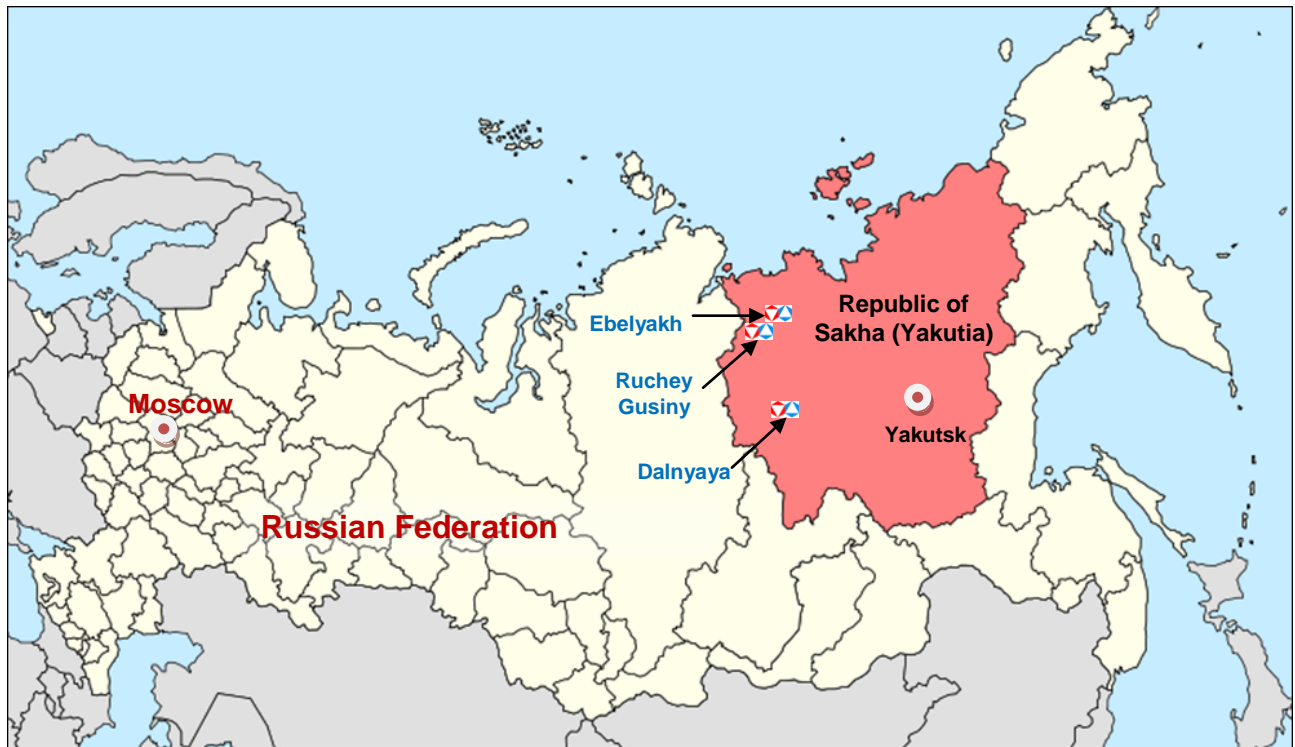 Republic of
Sakha (Yakutia)
Ebelyakh
Ruchey
Gusiny
Moscow
Yakutsk
Dalnyaya
Russian Federation